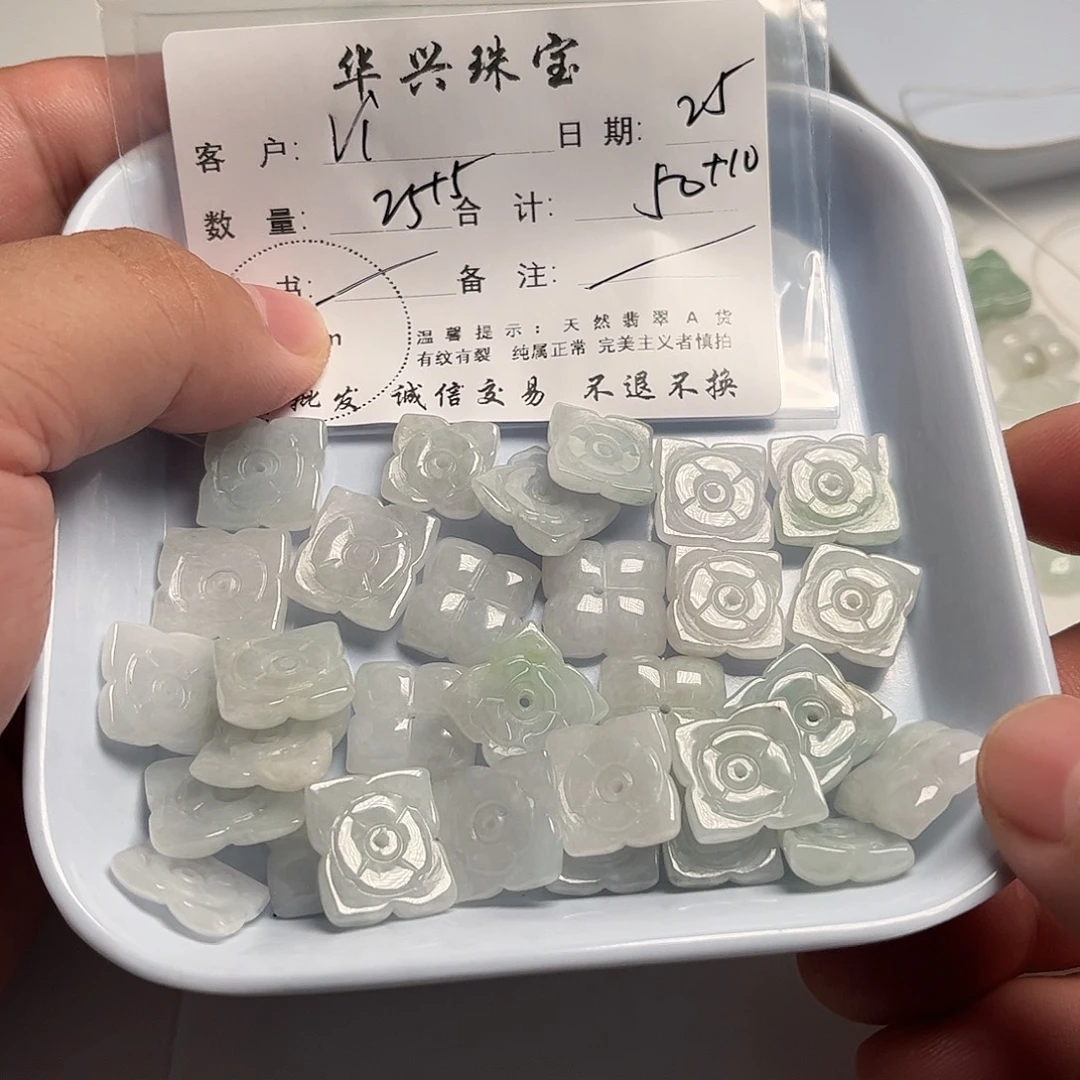 华兴珠宝
客 户: V1 日 期: 25
数 量: 25+5 合 计: 50+10
书: 备 注:
温馨提示:天然翡翠A货
有纹有裂 纯属正常 完美主义者慎拍
批发 诚信交易 不退不换